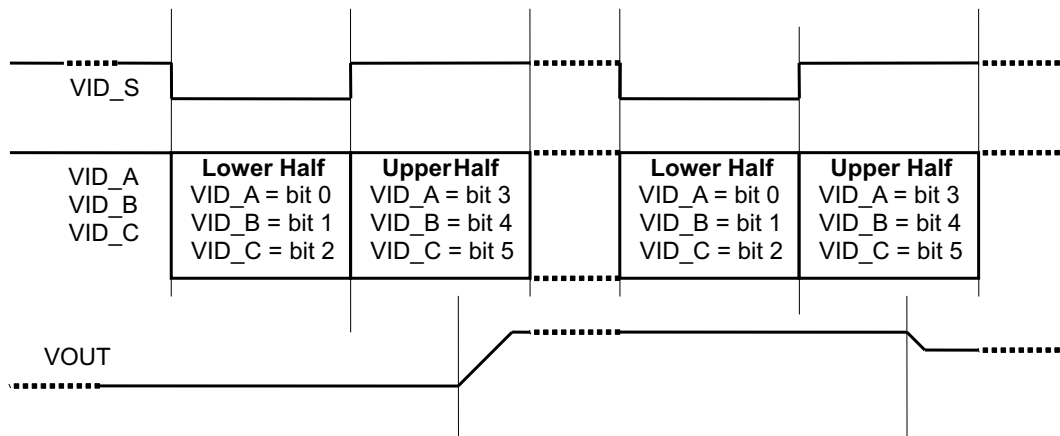 VID_S
VID_A
VID_B
VID_C
Lower Half
VID_A = bit 0
VID_B = bit 1
VID_C = bit 2
UpperHalf
VID_A = bit 3
VID_B = bit 4
VID_C = bit 5
Lower Half
VID_A = bit 0
VID_B = bit 1
VID_C = bit 2
Upper Half
VID_A = bit 3
VID_B = bit 4
VID_C = bit 5
VOUT